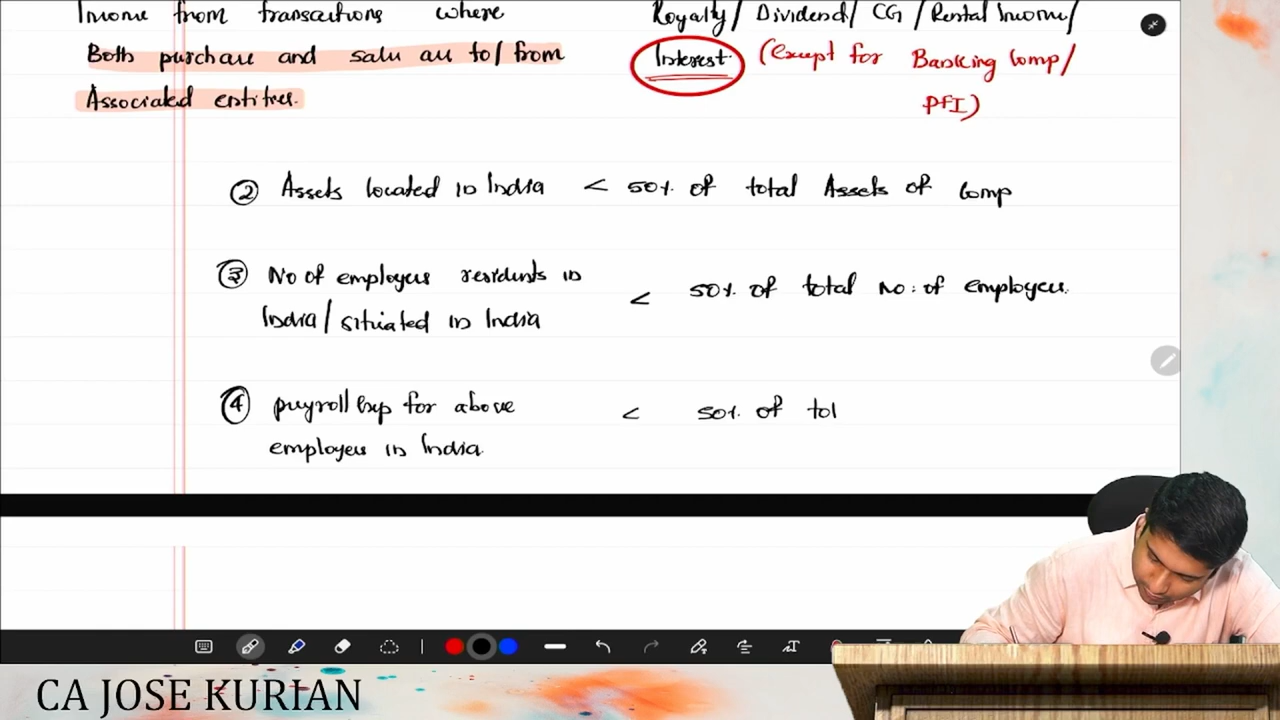 Income from transactions where
Both purchase and sale are to/from
Associated entities.
Royalty/ Dividend/ CG /Rental Income/
Interest (Except for Banking Comp/
PFI)
② Assets located in India < 50% of total Assets of Comp
③ No of employees residents in
India/situated in India < 50% of total No: of employees.
④ payroll Exp for above
employees in India. < 50% of tot
CA JOSE KURIAN